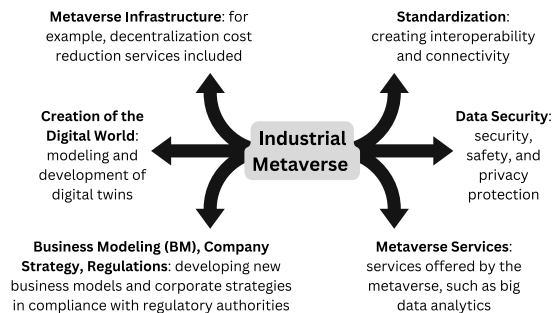 Metaverse Infrastructure: for
example, decentralization cost
reduction services included
Standardization:
creating interoperability
and connectivity
Creation of the
Digital World:
modeling and
development of
digital twins
Industrial
Metaverse
Data Security:
security,
safety, and
privacy
protection
Business Modeling (BM), Company
Strategy, Regulations: developing new
business models and corporate strategies
in compliance with regulatory authorities
Metaverse Services:
services offered by the
metaverse, such as big
data analytics